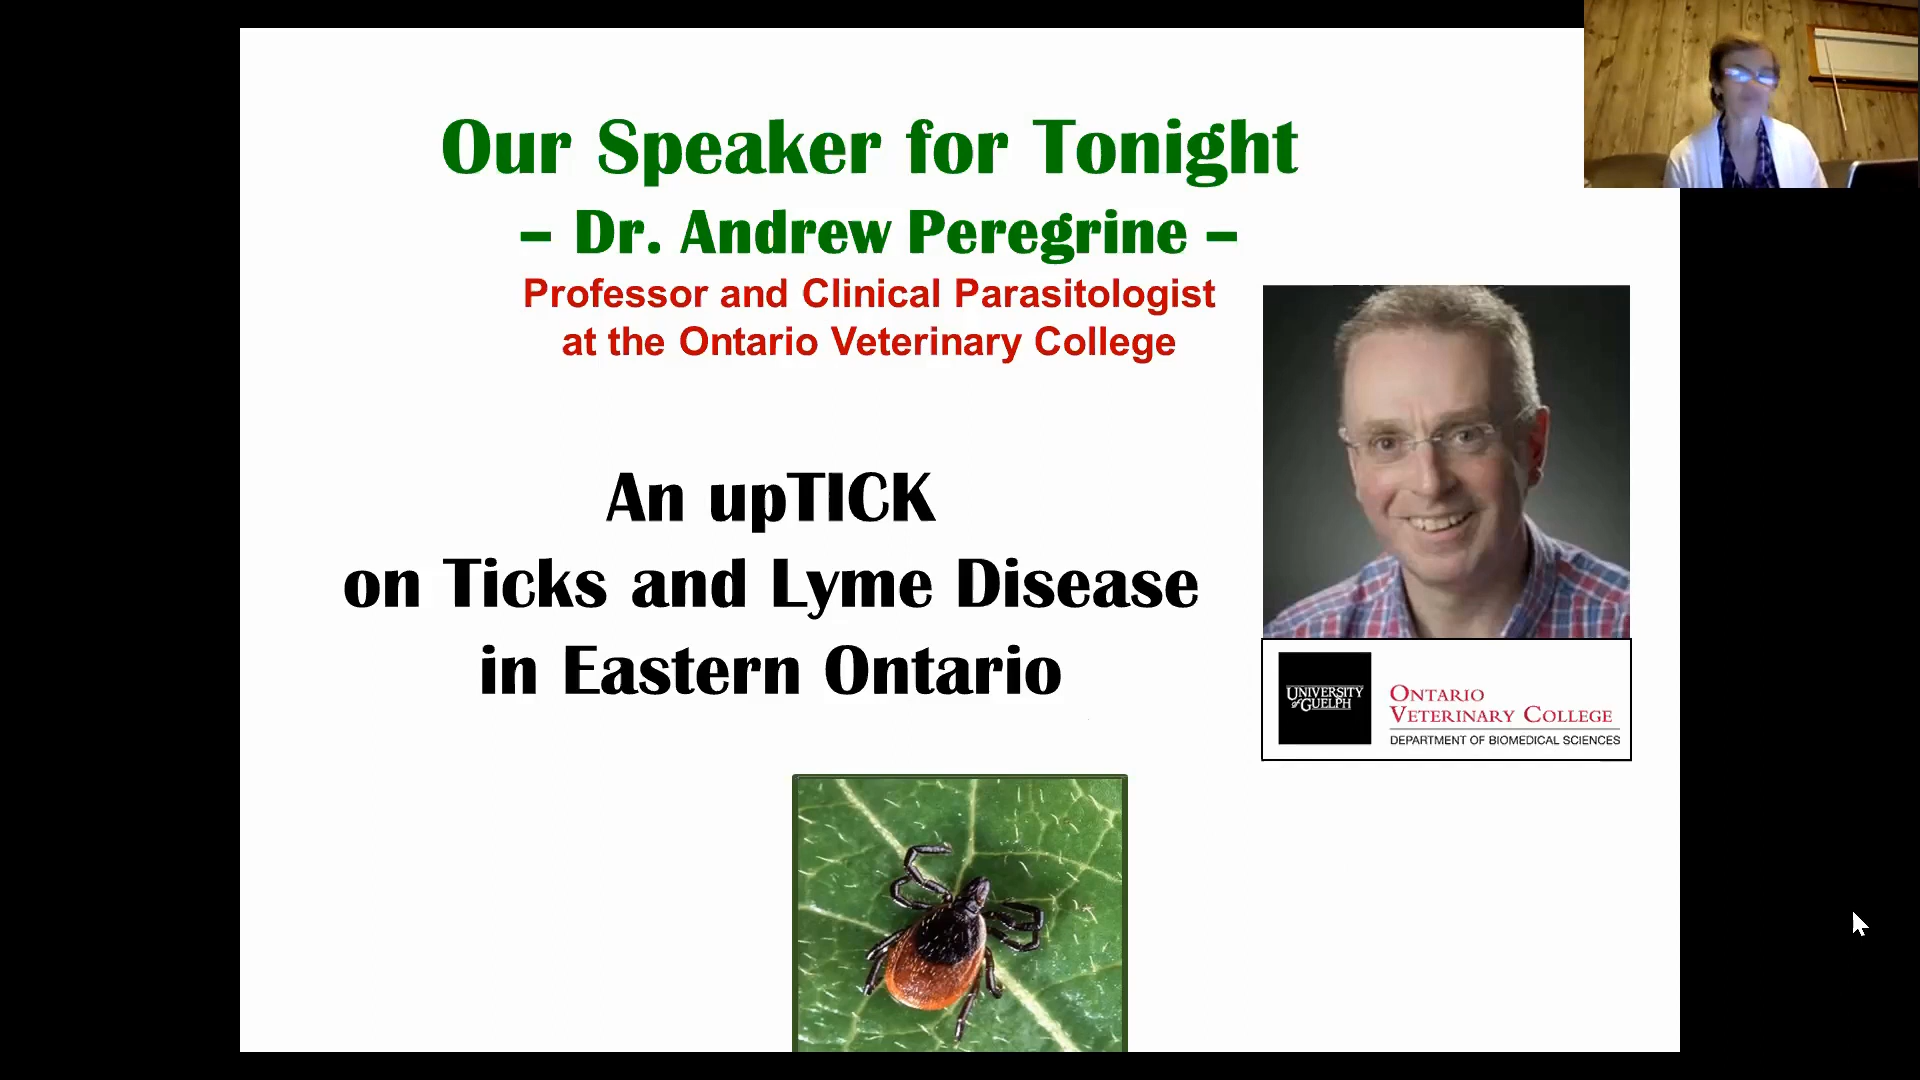 Our Speaker for Tonight
– Dr. Andrew Peregrine –
Professor and Clinical Parasitologist
at the Ontario Veterinary College
An upTICK
on Ticks and Lyme Disease
in Eastern Ontario
UNIVERSITY
of GUELPH
ONTARIO
VETERINARY COLLEGE
DEPARTMENT OF BIOMEDICAL SCIENCES